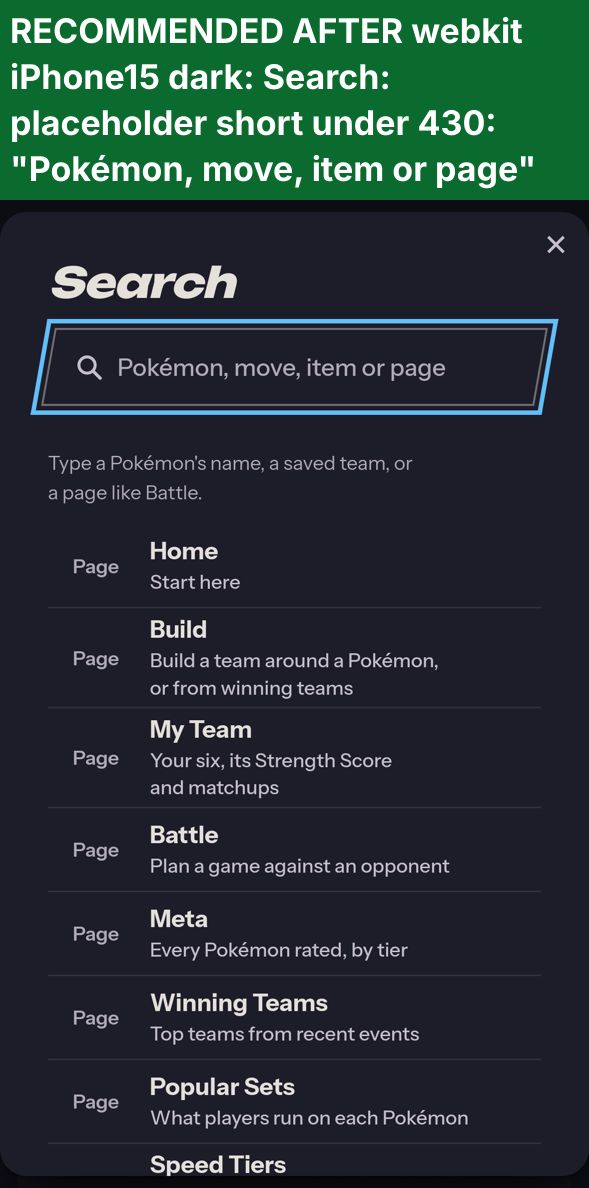 RECOMMENDED AFTER webkit
iPhone15 dark: Search:
placeholder short under 430:
"Pokémon, move, item or page"
Search
Pokémon, move, item or page
Type a Pokémon's name, a saved team, or
a page like Battle.
Page
Home
Start here
Page
Build
Build a team around a Pokémon,
or from winning teams
Page
My Team
Your six, its Strength Score
and matchups
Page
Battle
Plan a game against an opponent
Page
Meta
Every Pokémon rated, by tier
Page
Winning Teams
Top teams from recent events
Page
Popular Sets
What players run on each Pokémon
Speed Tiers